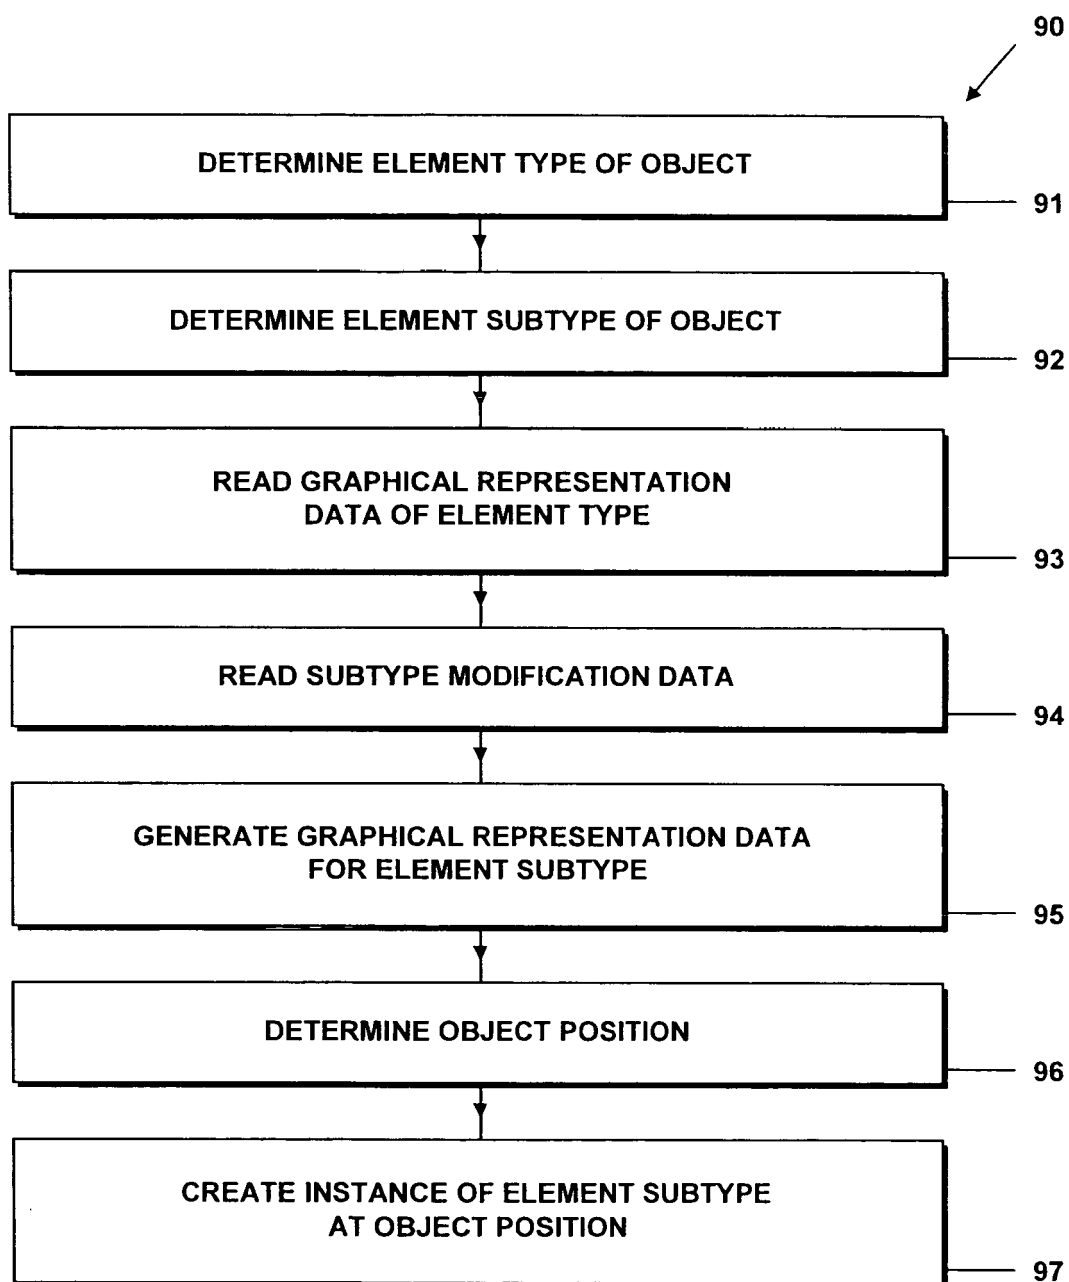 90
DETERMINE ELEMENT TYPE OF OBJECT
91
DETERMINE ELEMENT SUBTYPE OF OBJECT
92
READ GRAPHICAL REPRESENTATION
DATA OF ELEMENT TYPE
93
READ SUBTYPE MODIFICATION DATA
94
GENERATE GRAPHICAL REPRESENTATION DATA
FOR ELEMENT SUBTYPE
95
DETERMINE OBJECT POSITION
96
CREATE INSTANCE OF ELEMENT SUBTYPE
AT OBJECT POSITION
97